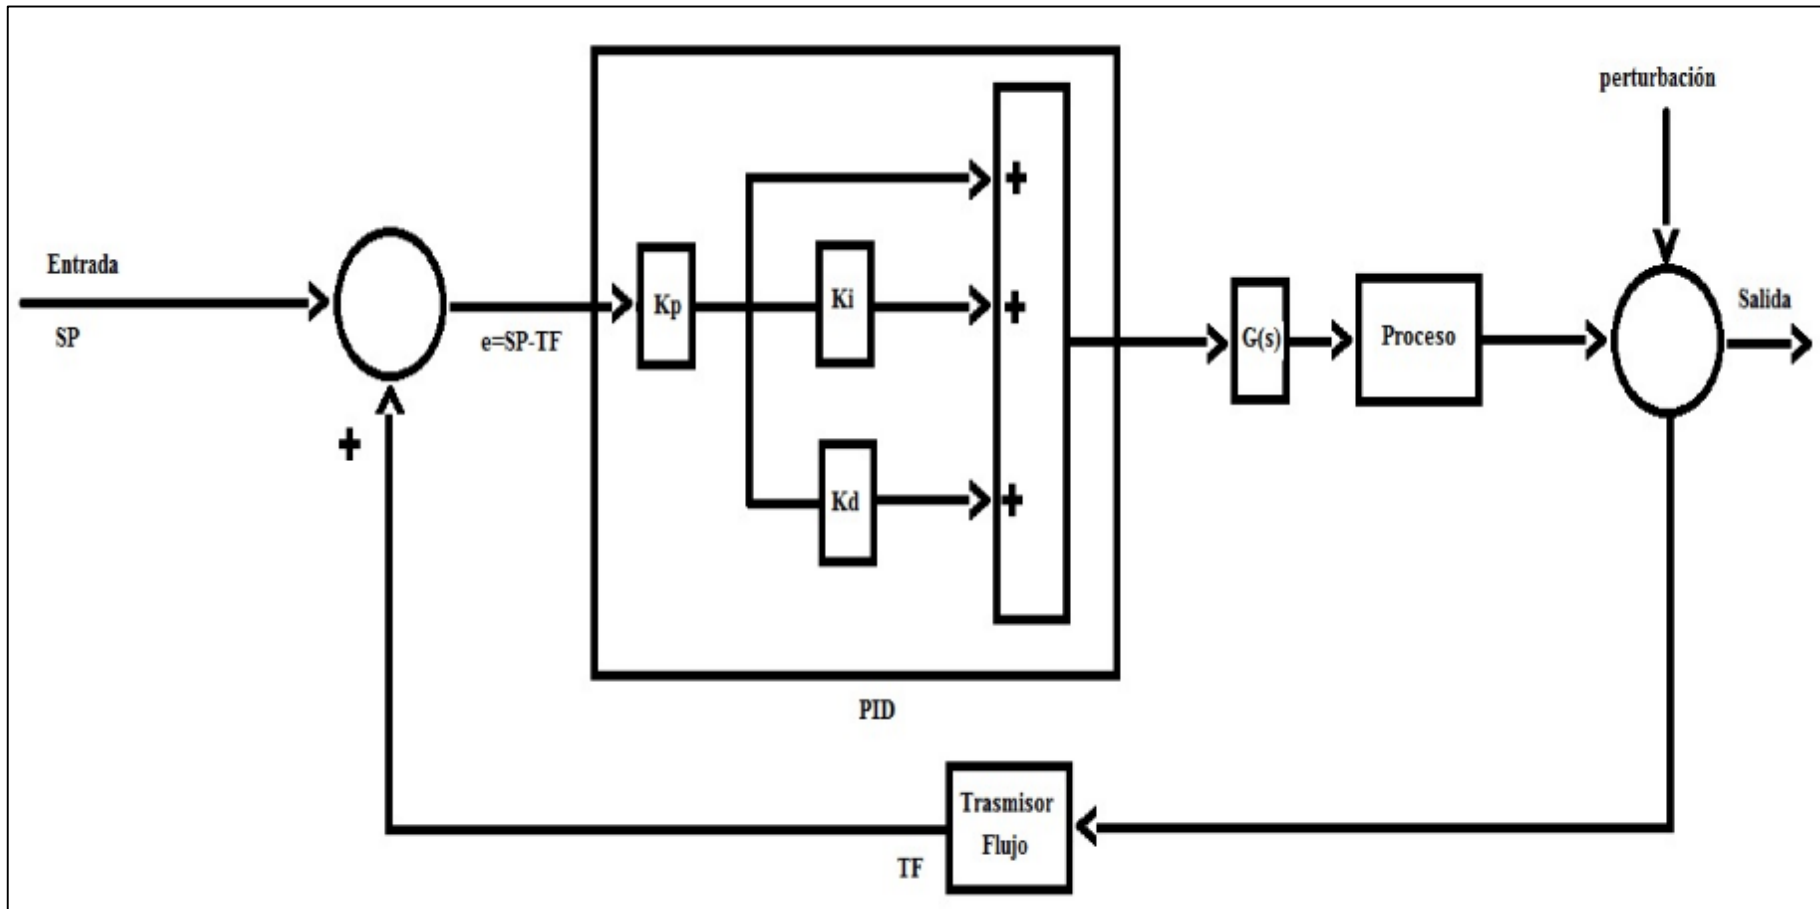 perturbación
Entrada
SP
e=SP-TF
Kp
Ki
Kd
+
+
+
PID
G(s)
Proceso
Salida
+
Trasmisor
Flujo
TF